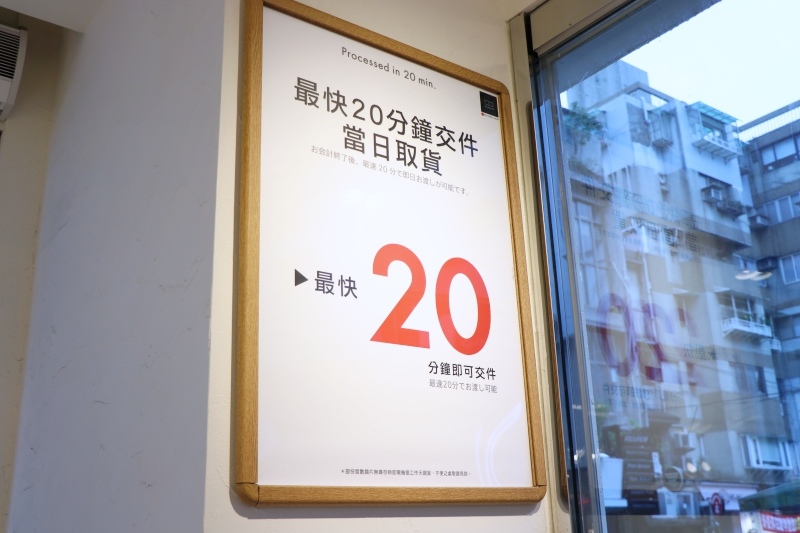 Processed in 20 min.
最快20分鐘交件
當日取貨
お会計終了後、最速 20 分で即日お渡しが可能です。
▶最快
20
分鐘即可交件
最速20分でお渡し可能